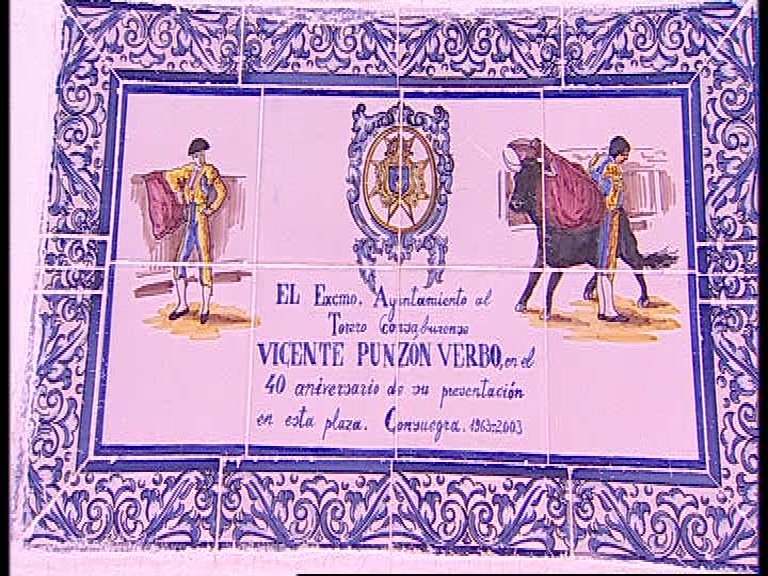 EL Excmo. Ayuntamiento al
Torero consaburense
VICENTE PUNZON VERBO, en el
40 aniversario de su presentación
en esta plaza. Consuegra. 1963-2003